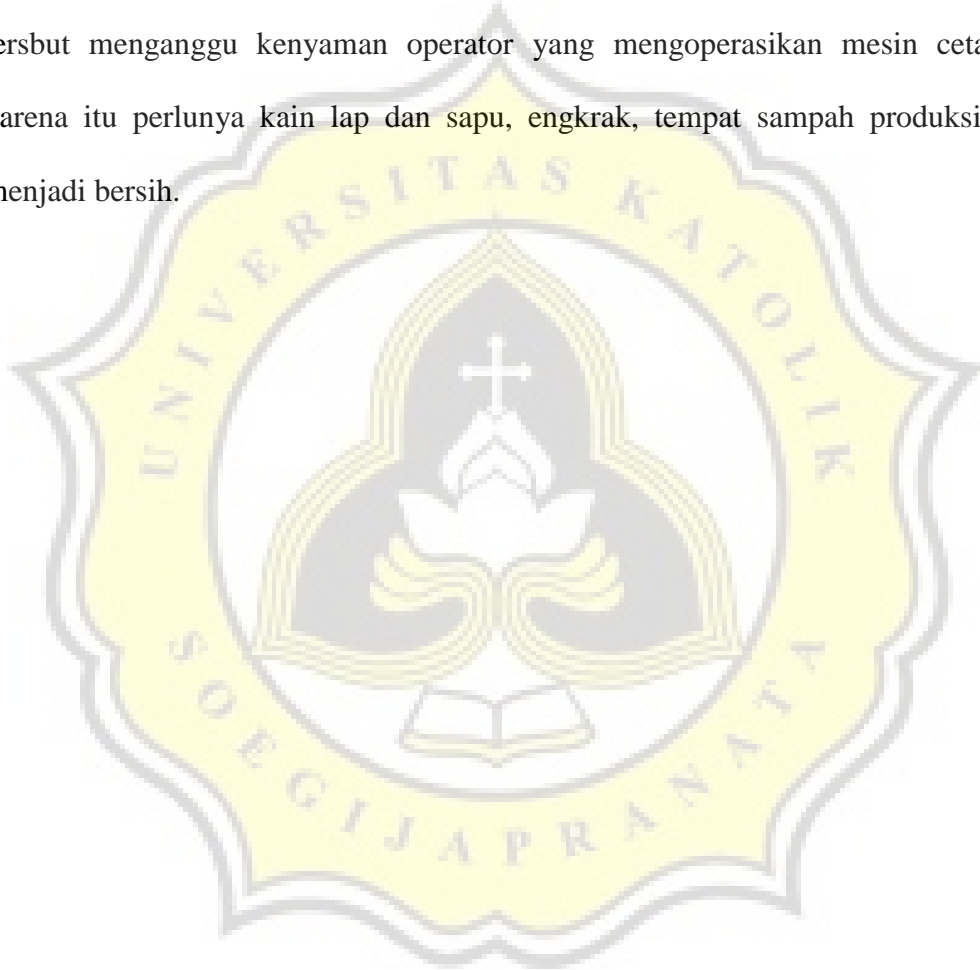 ersbut menganggu kenyaman operator yang mengoperasikan mesin ceta
arena itu perlunya kain lap dan sapu, engkrak, tempat sampah produksi
menjadi bersih.
UNIVERSITAS KATOLIK
SOEGIJAPRANATA